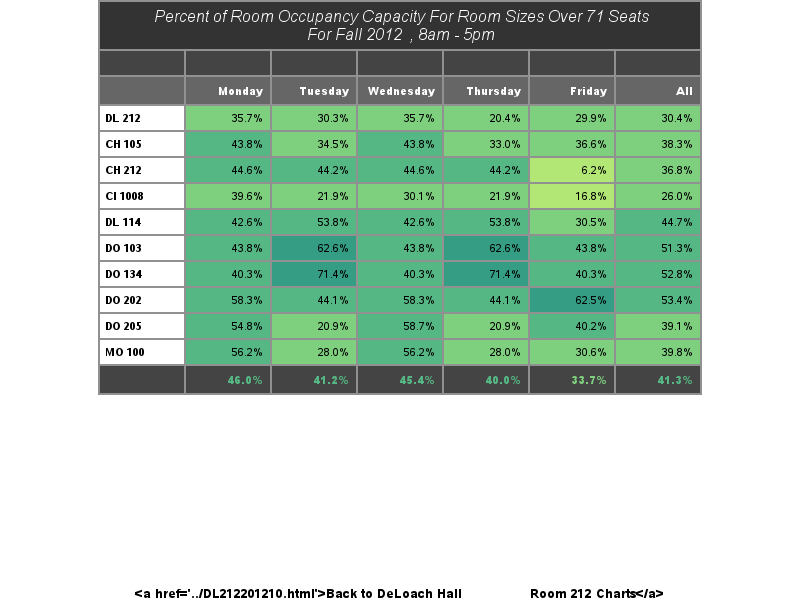 Percent of Room Occupancy Capacity For Room Sizes Over 71 Seats
For Fall 2012 , 8am - 5pm
Monday Tuesday Wednesday Thursday Friday All
DL 212 35.7% 30.3% 35.7% 20.4% 29.9% 30.4%
CH 105 43.8% 34.5% 43.8% 33.0% 36.6% 38.3%
CH 212 44.6% 44.2% 44.6% 44.2% 6.2% 36.8%
CI 1008 39.6% 21.9% 30.1% 21.9% 16.8% 26.0%
DL 114 42.6% 53.8% 42.6% 53.8% 30.5% 44.7%
DO 103 43.8% 62.6% 43.8% 62.6% 43.8% 51.3%
DO 134 40.3% 71.4% 40.3% 71.4% 40.3% 52.8%
DO 202 58.3% 44.1% 58.3% 44.1% 62.5% 53.4%
DO 205 54.8% 20.9% 58.7% 20.9% 40.2% 39.1%
MO 100 56.2% 28.0% 56.2% 28.0% 30.6% 39.8%
46.0% 41.2% 45.4% 40.0% 33.7% 41.3%
<a href='../DL212201210.html'>Back to DeLoach Hall Room 212 Charts</a>